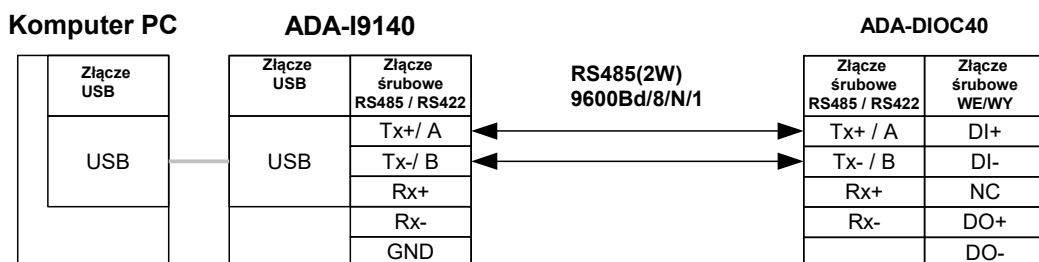 Komputer PC
ADA-I9140
ADA-DIOC40
Złącze
USB
Złącze
USB
Złącze
śrubowe
RS485 / RS422
RS485(2W)
9600Bd/8/N/1
Złącze
śrubowe
RS485 / RS422
Złącze
śrubowe
WE/WY
USB
USB
Tx+/ A
Tx-/ B
Rx+
Rx-
GND
Tx+ / A
Tx- / B
Rx+
Rx-
DI+
DI-
NC
DO+
DO-